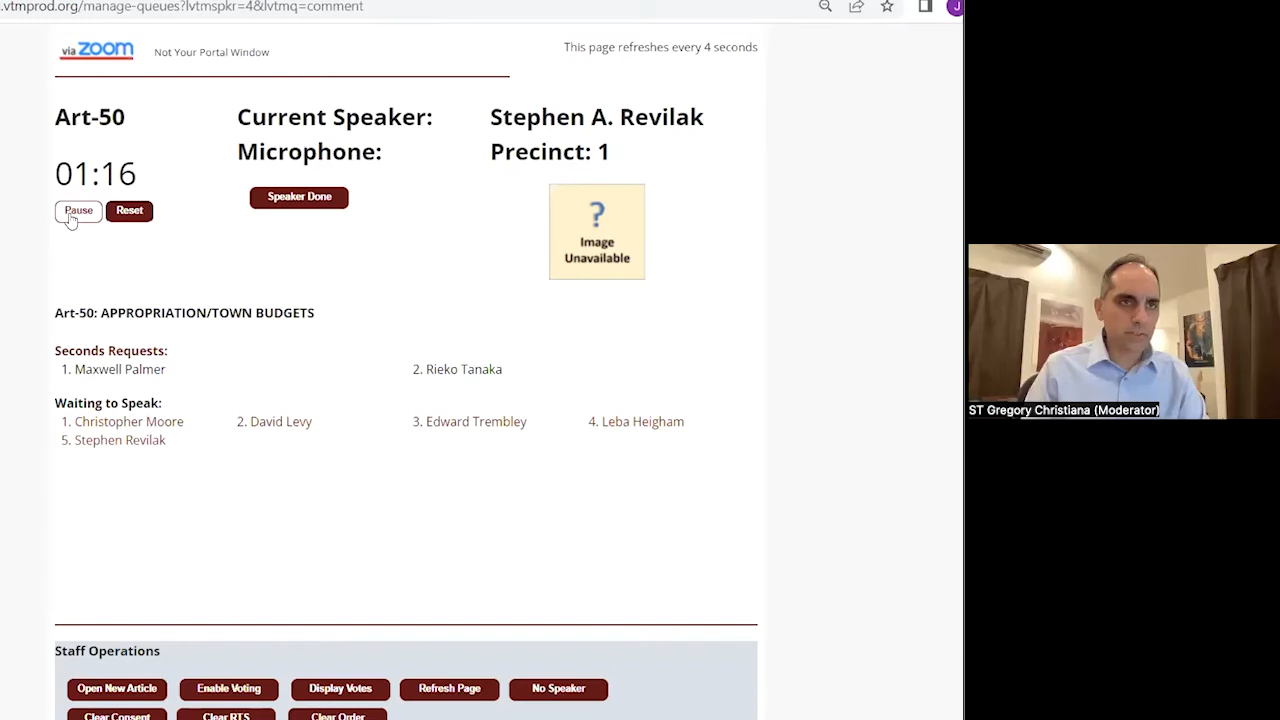 .vtmprod.org/manage-queues?lvtmspkr=4&lvtmq=comment
J
via zoom
Not Your Portal Window
This page refreshes every 4 seconds
Art-50
Current Speaker:
Stephen A. Revilak
Microphone:
Precinct: 1
01:16
Pause
Reset
Speaker Done
?
Image
Unavailable
Art-50: APPROPRIATION/TOWN BUDGETS
Seconds Requests:
1. Maxwell Palmer
2. Rieko Tanaka
Waiting to Speak:
1. Christopher Moore
2. David Levy
3. Edward Trembley
4. Leba Heigham
5. Stephen Revilak
Staff Operations
Open New Article
Enable Voting
Display Votes
Refresh Page
No Speaker
Clear Consent
Clear RTS
Clear Order
ST Gregory Christiana (Moderator)